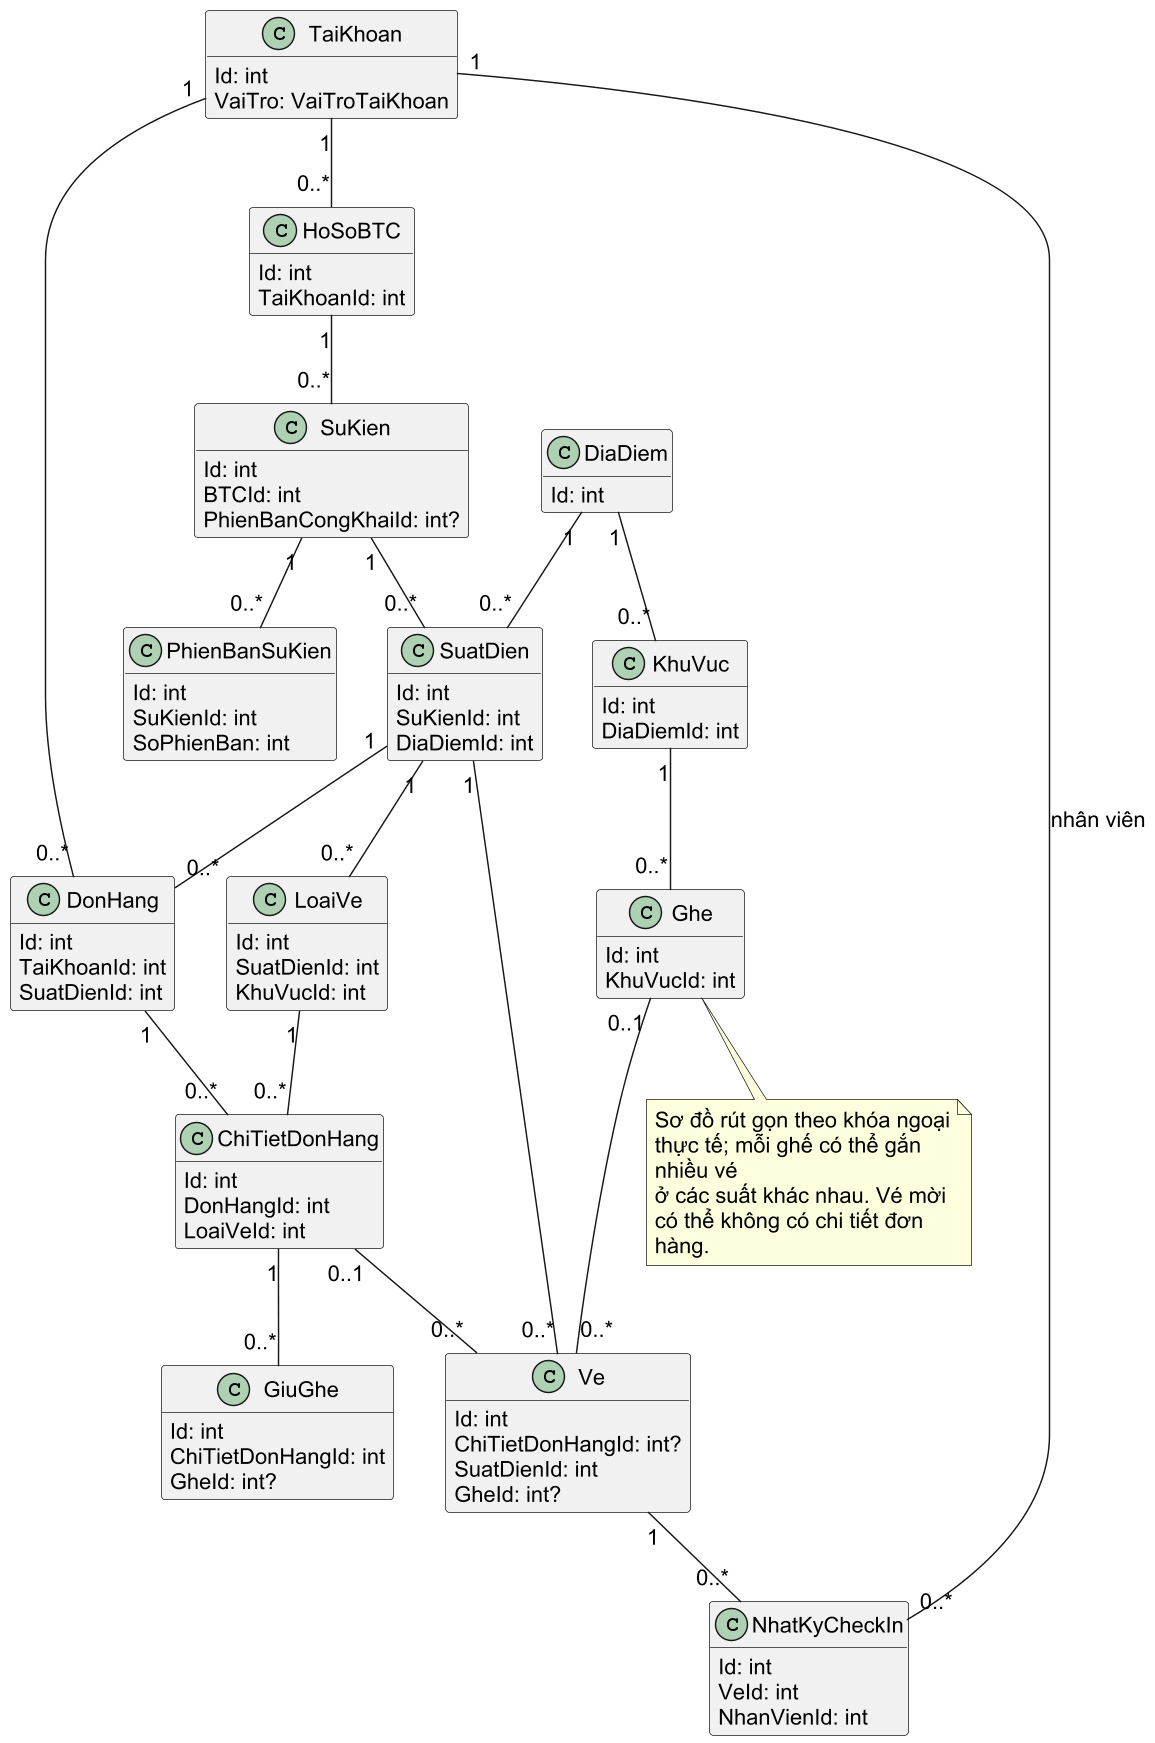 C TaiKhoan
Id: int
VaiTro: VaiTroTaiKhoan
1
1
1
0..*
C HoSoBTC
Id: int
TaiKhoanId: int
1
0..*
C SuKien
Id: int
BTCId: int
PhienBanCongKhaiId: int?
C DiaDiem
Id: int
1
1
1
1
0..*
0..*
0..*
0..*
C PhienBanSuKien
Id: int
SuKienId: int
SoPhienBan: int
C SuatDien
Id: int
SuKienId: int
DiaDiemId: int
C KhuVuc
Id: int
DiaDiemId: int
1
1
1
1
nhân viên
0..*
0..*
0..*
0..*
C DonHang
Id: int
TaiKhoanId: int
SuatDienId: int
C LoaiVe
Id: int
SuatDienId: int
KhuVucId: int
C Ghe
Id: int
KhuVucId: int
1
1
0..1
0..*
0..*
Sơ đồ rút gọn theo khóa ngoại
thực tế; mỗi ghế có thể gắn
nhiều vé
ở các suất khác nhau. Vé mời
có thể không có chi tiết đơn
hàng.
C ChiTietDonHang
Id: int
DonHangId: int
LoaiVeId: int
1
0..1
0..*
0..*
0..*
0..*
C GiuGhe
Id: int
ChiTietDonHangId: int
GheId: int?
C Ve
Id: int
ChiTietDonHangId: int?
SuatDienId: int
GheId: int?
1
0..*
0..*
C NhatKyCheckIn
Id: int
VeId: int
NhanVienId: int